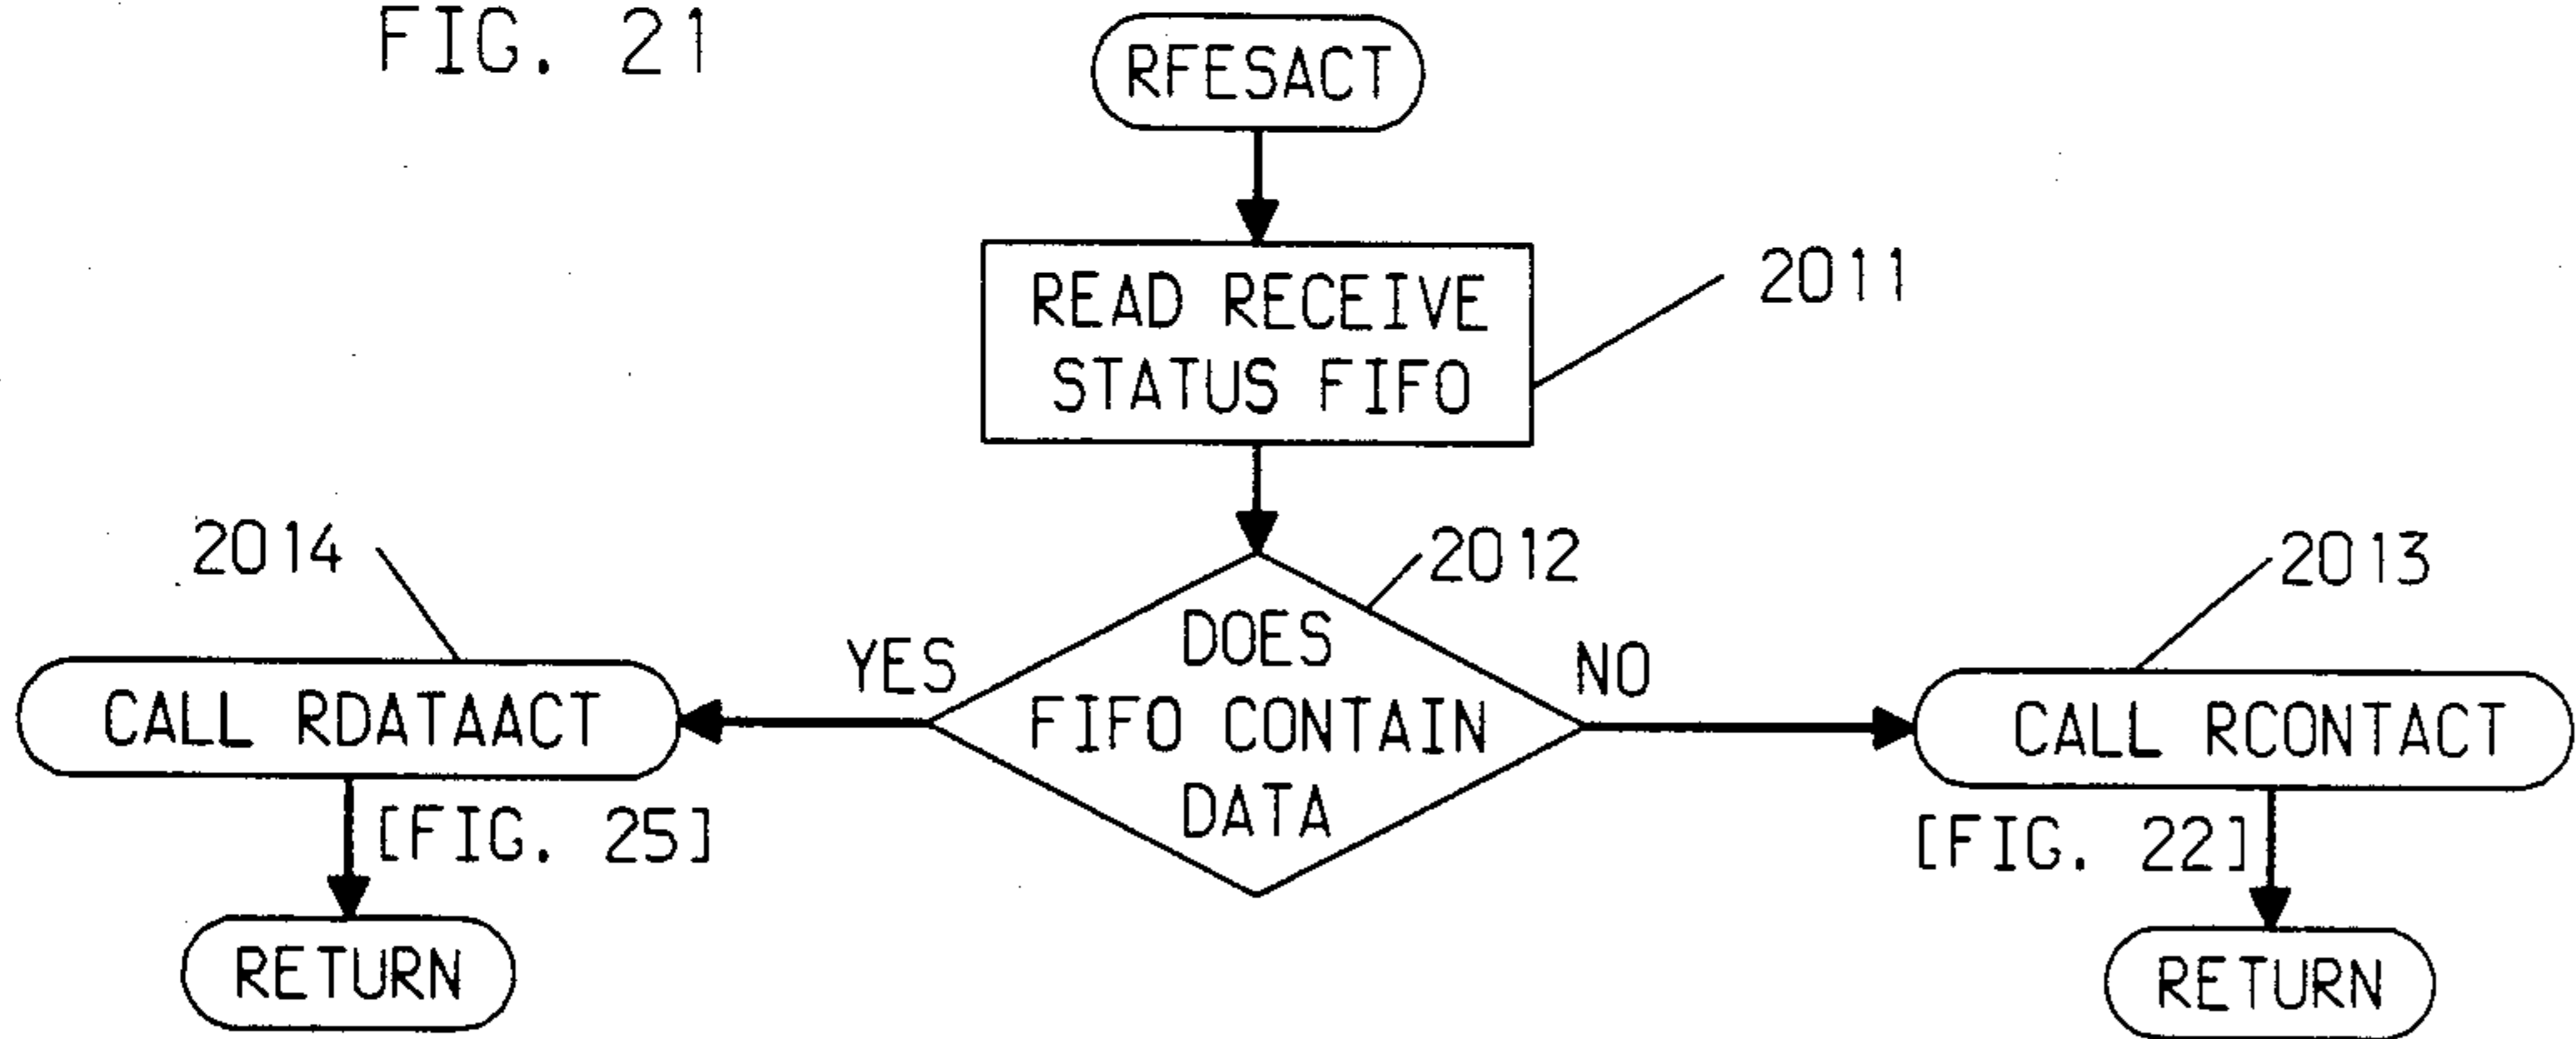 FIG. 21
RFESACT
READ RECEIVE
STATUS FIFO
2011
2014
2012
2013
YES
DOES
FIFO CONTAIN
DATA
NO
CALL RDATAACT
CALL RCONTACT
[FIG. 25]
[FIG. 22]
RETURN
RETURN